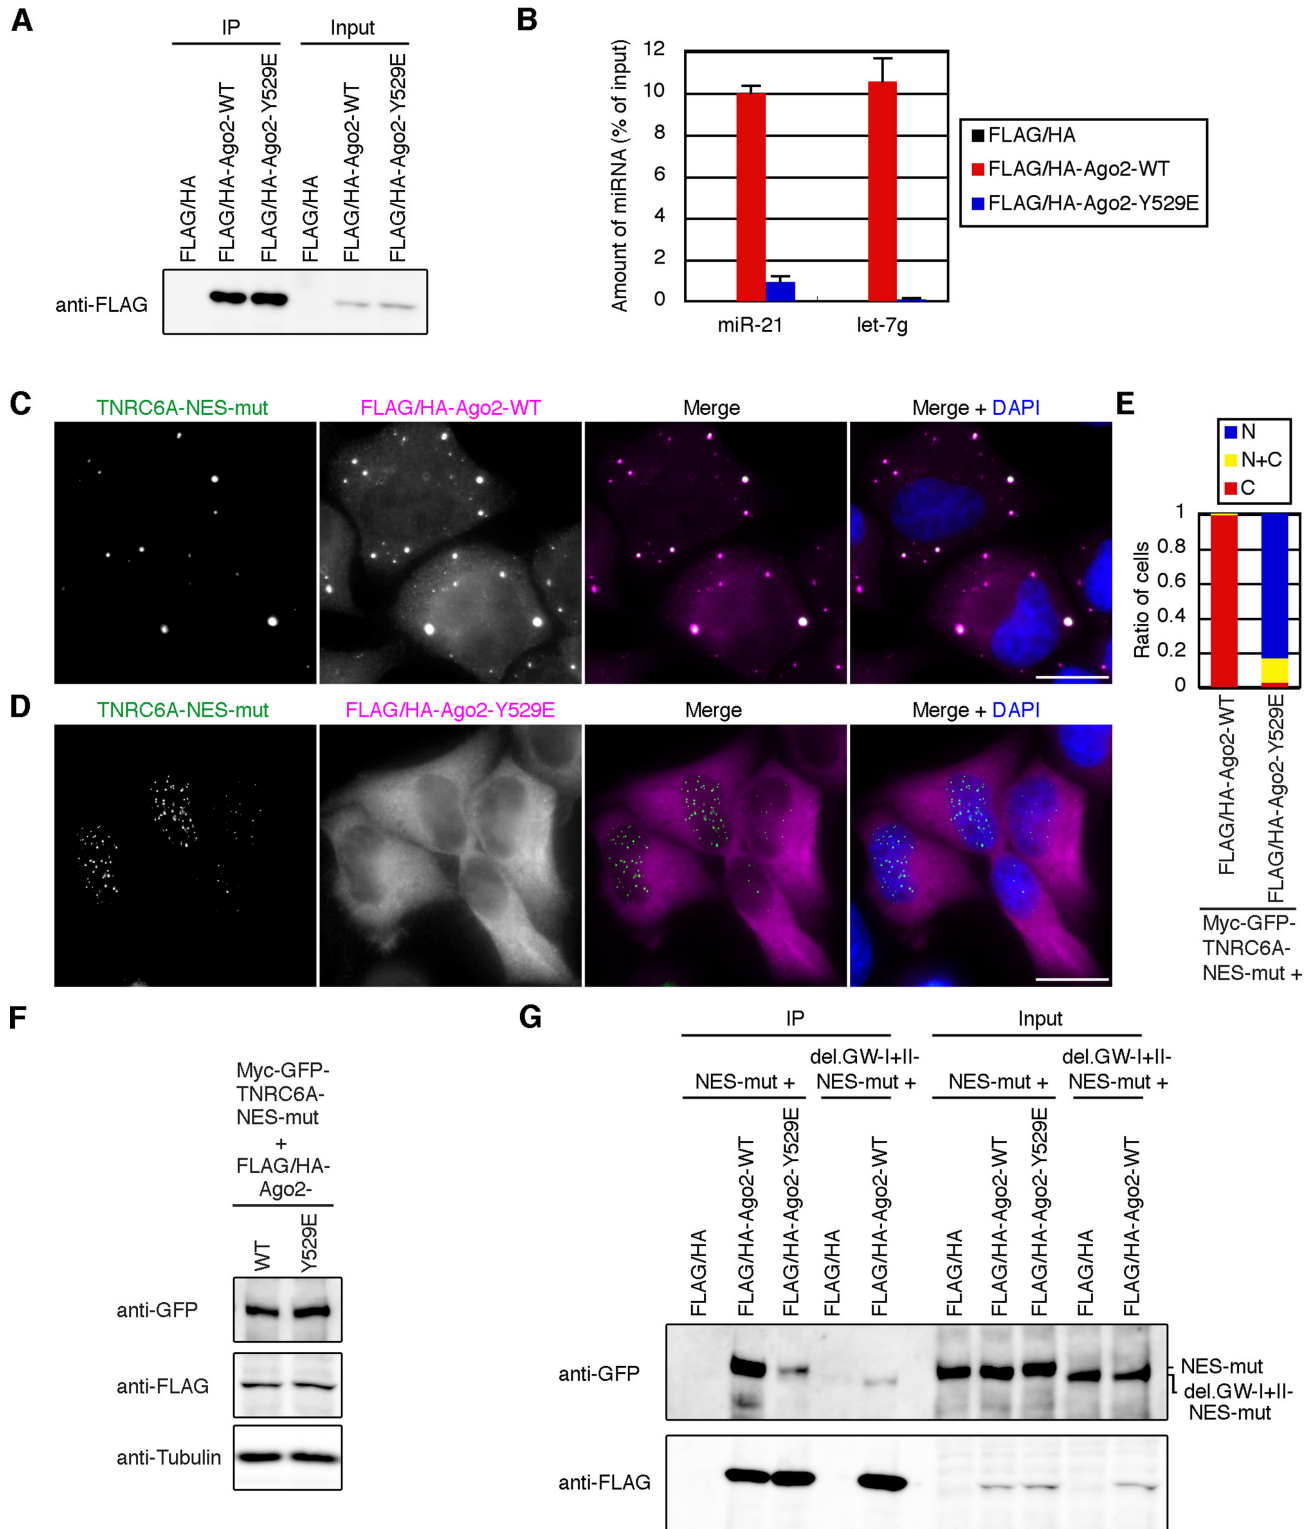 A
IP
Input
FLAG/HA
FLAG/HA-Ago2-WT
FLAG/HA-Ago2-Y529E
FLAG/HA
FLAG/HA-Ago2-WT
FLAG/HA-Ago2-Y529E
anti-FLAG
B
Amount of miRNA (% of input)
12
10
8
6
4
2
0
miR-21
let-7g
FLAG/HA
FLAG/HA-Ago2-WT
FLAG/HA-Ago2-Y529E
C
TNRC6A-NES-mut
FLAG/HA-Ago2-WT
Merge
Merge + DAPI
D
TNRC6A-NES-mut
FLAG/HA-Ago2-Y529E
Merge
Merge + DAPI
E
N
N+C
C
Ratio of cells
1
0.8
0.6
0.4
0.2
0
FLAG/HA-Ago2-WT
FLAG/HA-Ago2-Y529E
Myc-GFP-
TNRC6A-
NES-mut +
F
Myc-GFP-
TNRC6A-
NES-mut
+
FLAG/HA-
Ago2-
WT
Y529E
anti-GFP
anti-FLAG
anti-Tubulin
G
IP
Input
NES-mut +
del.GW-I+II-
NES-mut +
NES-mut +
del.GW-I+II-
NES-mut +
FLAG/HA
FLAG/HA-Ago2-WT
FLAG/HA-Ago2-Y529E
FLAG/HA
FLAG/HA-Ago2-WT
FLAG/HA
FLAG/HA-Ago2-WT
FLAG/HA-Ago2-Y529E
FLAG/HA
FLAG/HA-Ago2-WT
anti-GFP
NES-mut
del.GW-I+II-
NES-mut
anti-FLAG